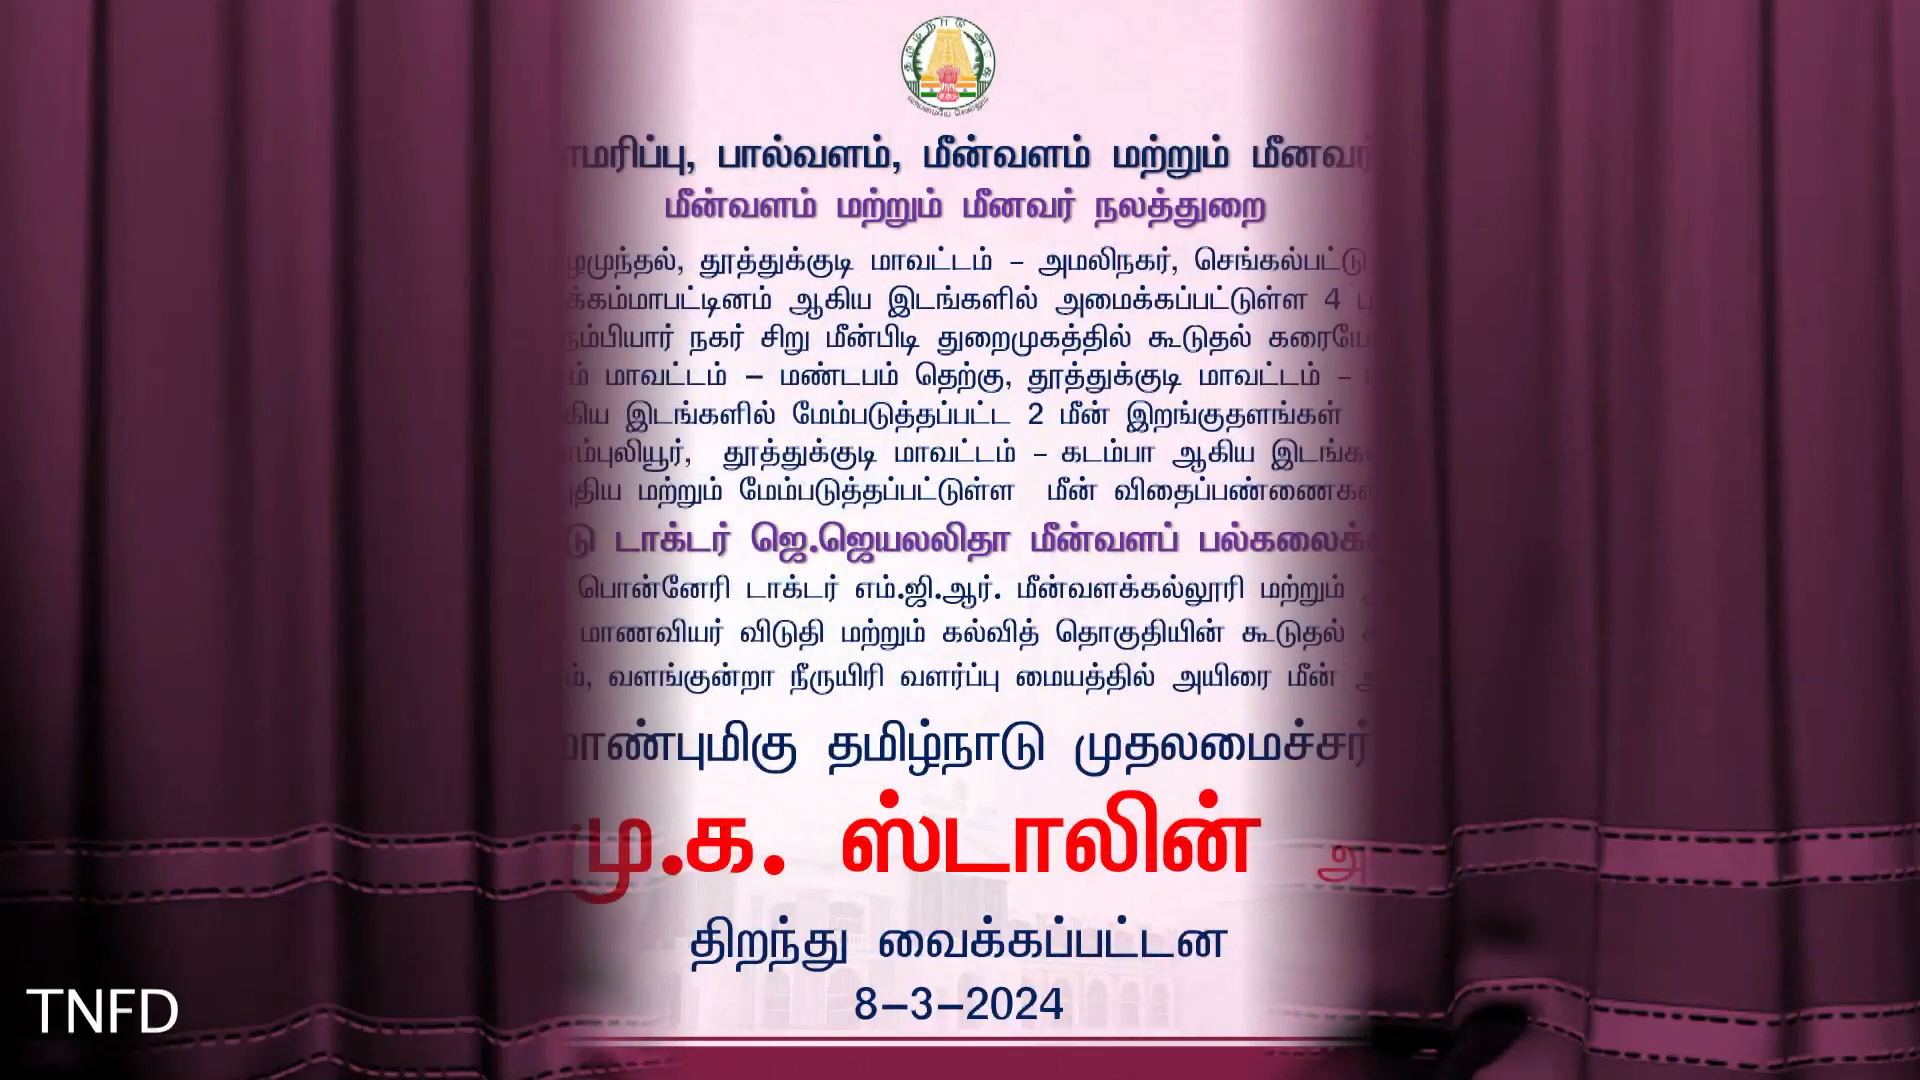 மரிப்பு, பால்வளம், மீன்வளம் மற்றும் மீனவர்
மீன்வளம் மற்றும் மீனவர் நலத்துறை
முந்தல், தூத்துக்குடி மாவட்டம் – அமலிநகர், செங்கல்பட்டு
க்கம்மாபட்டினம் ஆகிய இடங்களில் அமைக்கப்பட்டுள்ள 4
நம்பியார் நகர் சிறு மீன்பிடி துறைமுகத்தில் கூடுதல் கரையே
ம் மாவட்டம் – மண்டபம் தெற்கு, தூத்துக்குடி மாவட்டம் –
கிய இடங்களில் மேம்படுத்தப்பட்ட 2 மீன் இறங்குதளங்கள்
ம்புலியூர், தூத்துக்குடி மாவட்டம் – கடம்பா ஆகிய இடங்க
புதிய மற்றும் மேம்படுத்தப்பட்டுள்ள மீன் விதைப்பண்ணைக
டு டாக்டர் ஜெ.ஜெயலலிதா மீன்வளப் பல்கலைக்
பொன்னேரி டாக்டர் எம்.ஜி.ஆர். மீன்வளக்கல்லூரி மற்றும்
மாணவியர் விடுதி மற்றும் கல்வித் தொகுதியின் கூடுதல்
ம், வளங்குன்றா நீருயிரி வளர்ப்பு மையத்தில் அயிரை மீன்
மாண்புமிகு தமிழ்நாடு முதலமைச்சர்
மு.க. ஸ்டாலின் அ
திறந்து வைக்கப்பட்டன
8–3–2024
TNFD